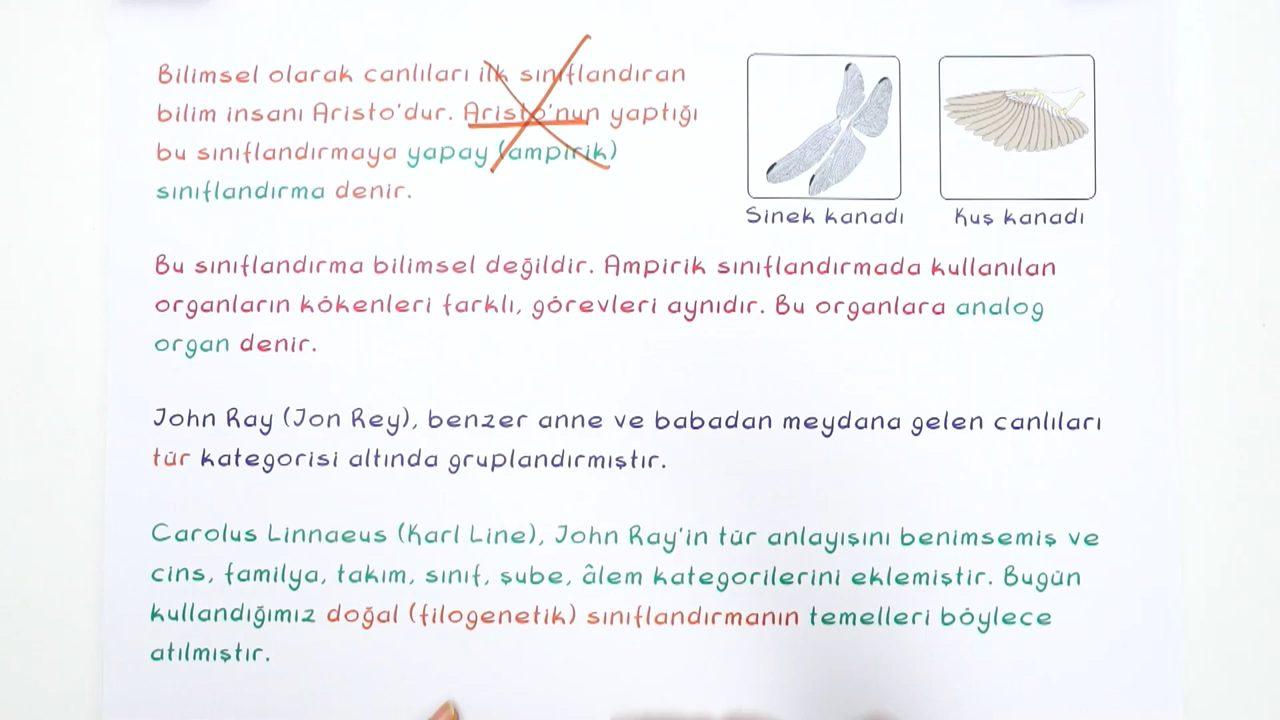 Bilimsel olarak canlıları ilk sınıflandıran
bilim insanı Aristo'dur. Aristo'nun yaptığı
bu sınıflandırmaya yapay (ampirik)
sınıflandırma denir.
Sinek kanadı
Kuş kanadı
Bu sınıflandırma bilimsel değildir. Ampirik sınıflandırmada kullanılan
organların kökenleri farklı, görevleri aynıdır. Bu organlara analog
organ denir.
John Ray (Jon Rey), benzer anne ve babadan meydana gelen canlıları
tür kategorisi altında gruplandırmıştır.
Carolus Linnaeus (Karl Line), John Ray'in tür anlayışını benimsemiş ve
cins, familya, takım, sınıf, şube, âlem kategorilerini eklemiştir. Bugün
kullandığımız doğal (filogenetik) sınıflandırmanın temelleri böylece
atılmıştır.